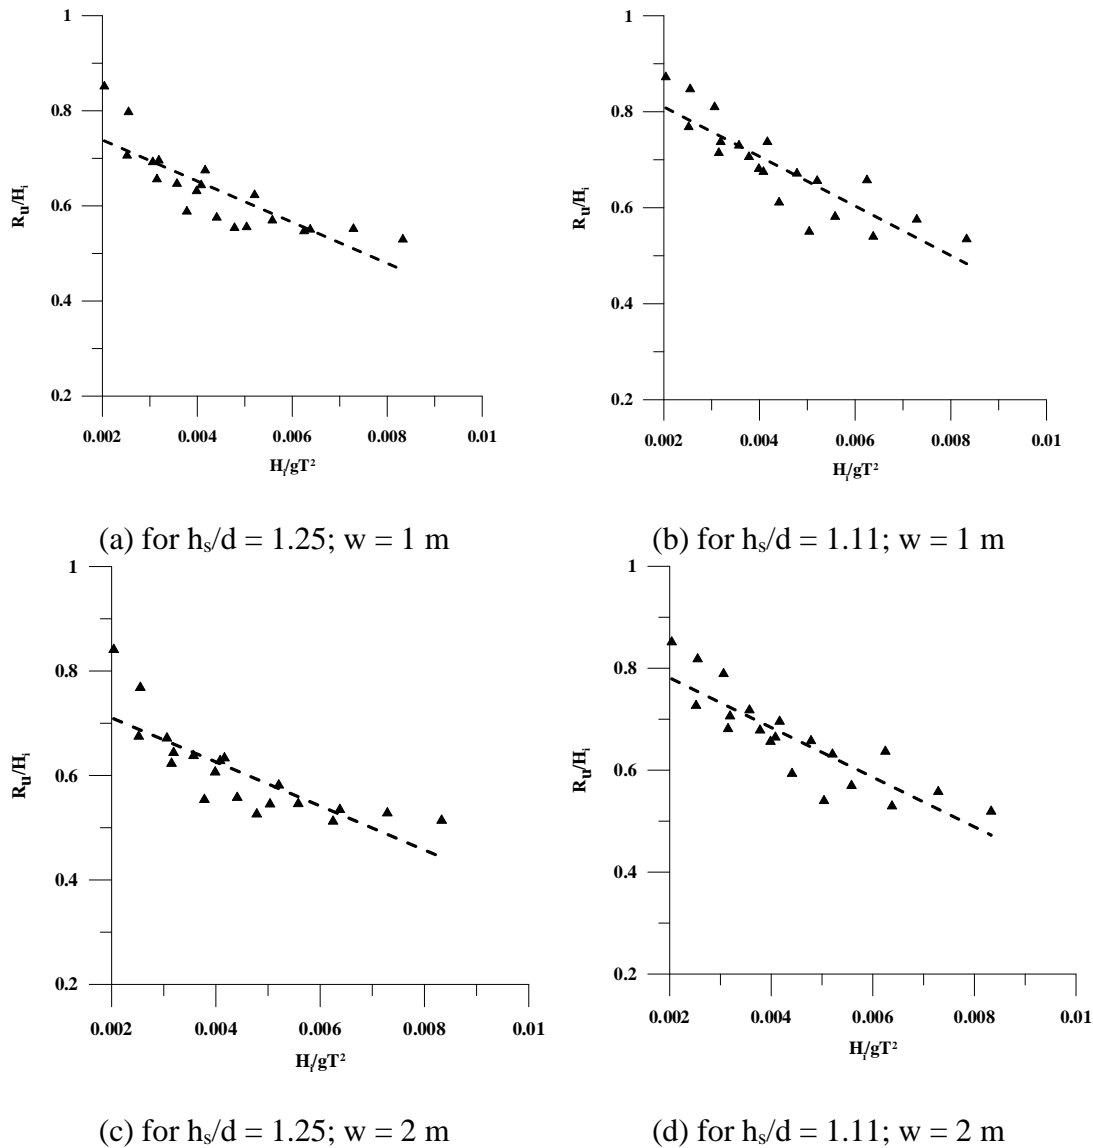 1
0.8
0.6
0.4
0.2
Ru/Hi
0.002 0.004 0.006 0.008 0.01
Hi/gT²
(a) for hs/d = 1.25; w = 1 m
1
0.8
0.6
0.4
0.2
Ru/Hi
0.002 0.004 0.006 0.008 0.01
Hi/gT²
(b) for hs/d = 1.11; w = 1 m
1
0.8
0.6
0.4
0.2
Ru/Hi
0.002 0.004 0.006 0.008 0.01
Hi/gT²
(c) for hs/d = 1.25; w = 2 m
1
0.8
0.6
0.4
0.2
Ru/Hi
0.002 0.004 0.006 0.008 0.01
Hi/gT²
(d) for hs/d = 1.11; w = 2 m